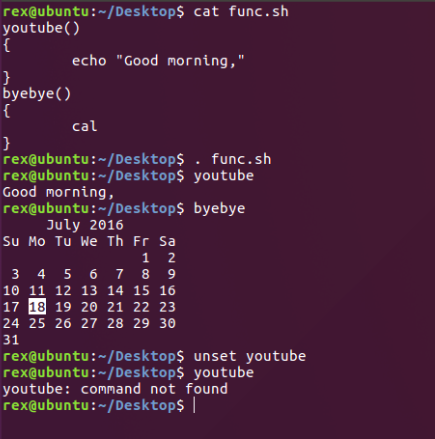 rex@ubuntu:~/Desktop$ cat func.sh
youtube()
{
        echo "Good morning,"
}
byebye()
{
        cal
}
rex@ubuntu:~/Desktop$ . func.sh
rex@ubuntu:~/Desktop$ youtube
Good morning,
rex@ubuntu:~/Desktop$ byebye
     July 2016
Su Mo Tu We Th Fr Sa
                1  2
 3  4  5  6  7  8  9
10 11 12 13 14 15 16
17 18 19 20 21 22 23
24 25 26 27 28 29 30
31
rex@ubuntu:~/Desktop$ unset youtube
rex@ubuntu:~/Desktop$ youtube
youtube: command not found
rex@ubuntu:~/Desktop$